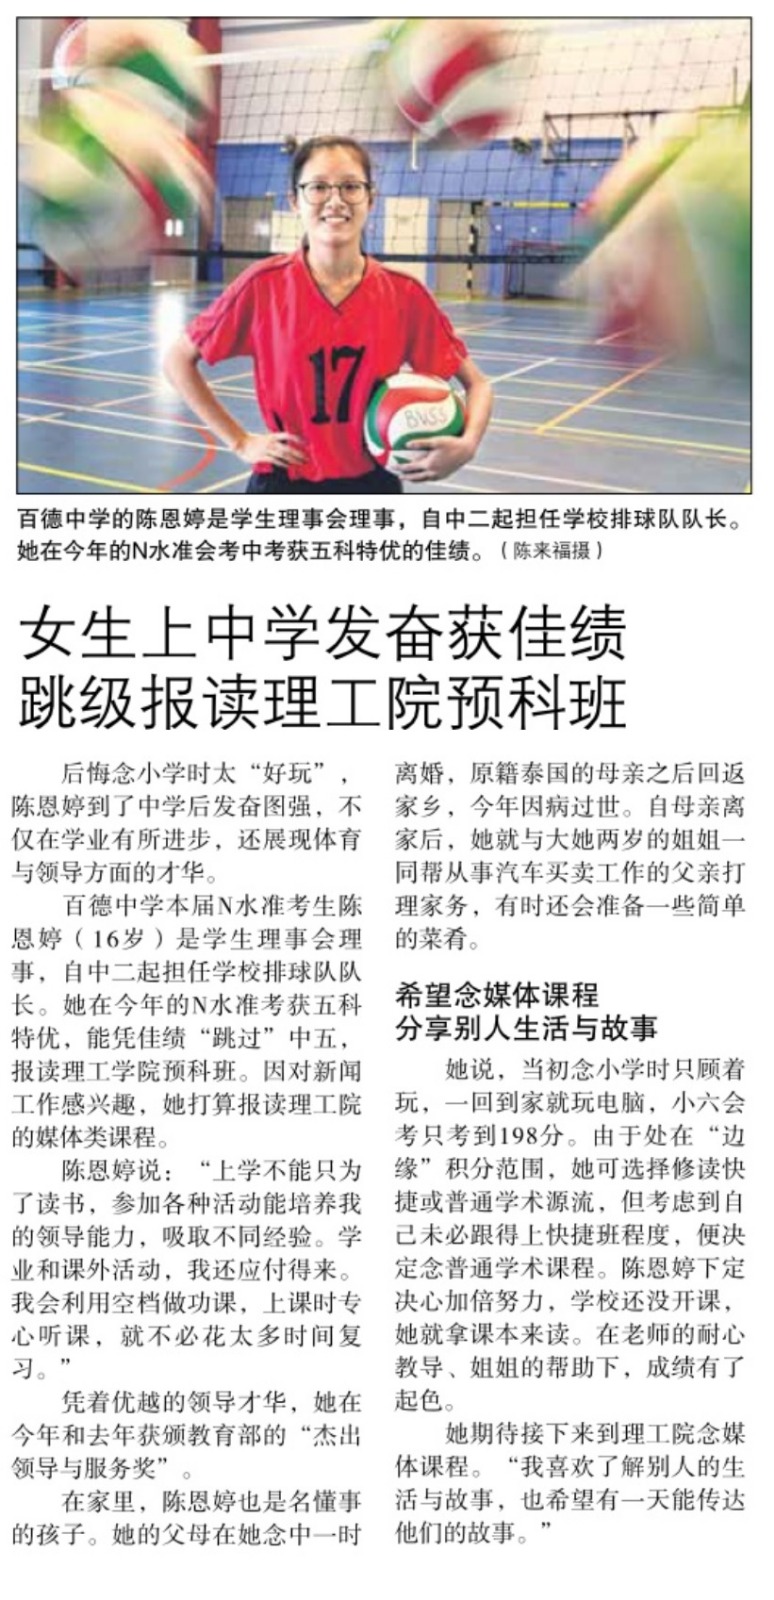 17
BVSS
百德中学的陈恩婷是学生理事会理事，自中二起担任学校排球队队长。
她在今年的N水准会考中考获五科特优的佳绩。（陈来福摄）
女生上中学发奋获佳绩
跳级报读理工院预科班
后悔念小学时太“好玩”，
陈恩婷到了中学后发奋图强，不
仅在学业有所进步，还展现体育
与领导方面的才华。
百德中学本届N水准考生陈
恩婷（16岁）是学生理事会理
事，自中二起担任学校排球队队
长。她在今年的N水准考获五科
特优，能凭佳绩“跳过”中五，
报读理工学院预科班。因对新闻
工作感兴趣，她打算报读理工院
的媒体类课程。
陈恩婷说：“上学不能只为
了读书，参加各种活动能培养我
的领导能力，吸取不同经验。学
业和课外活动，我还应付得来。
我会利用空档做功课，上课时专
心听课，就不必花太多时间复
习。”
凭着优越的领导才华，她在
今年和去年获颁教育部的“杰出
领导与服务奖”。
在家里，陈恩婷也是名懂事
的孩子。她的父母在她念中一时
离婚，原籍泰国的母亲之后回返
家乡，今年因病过世。自母亲离
家后，她就与大她两岁的姐姐一
同帮从事汽车买卖工作的父亲打
理家务，有时还会准备一些简单
的菜肴。
希望念媒体课程
分享别人生活与故事
她说，当初念小学时只顾着
玩，一回到家就玩电脑，小六会
考只考到198分。由于处在“边
缘”积分范围，她可选择修读快
捷或普通学术源流，但考虑到自
己未必跟得上快捷班程度，便决
定念普通学术课程。陈恩婷下定
决心加倍努力，学校还没开课，
她就拿课本来读。在老师的耐心
教导、姐姐的帮助下，成绩有了
起色。
她期待接下来到理工院念媒
体课程。“我喜欢了解别人的生
活与故事，也希望有一天能传达
他们的故事。”